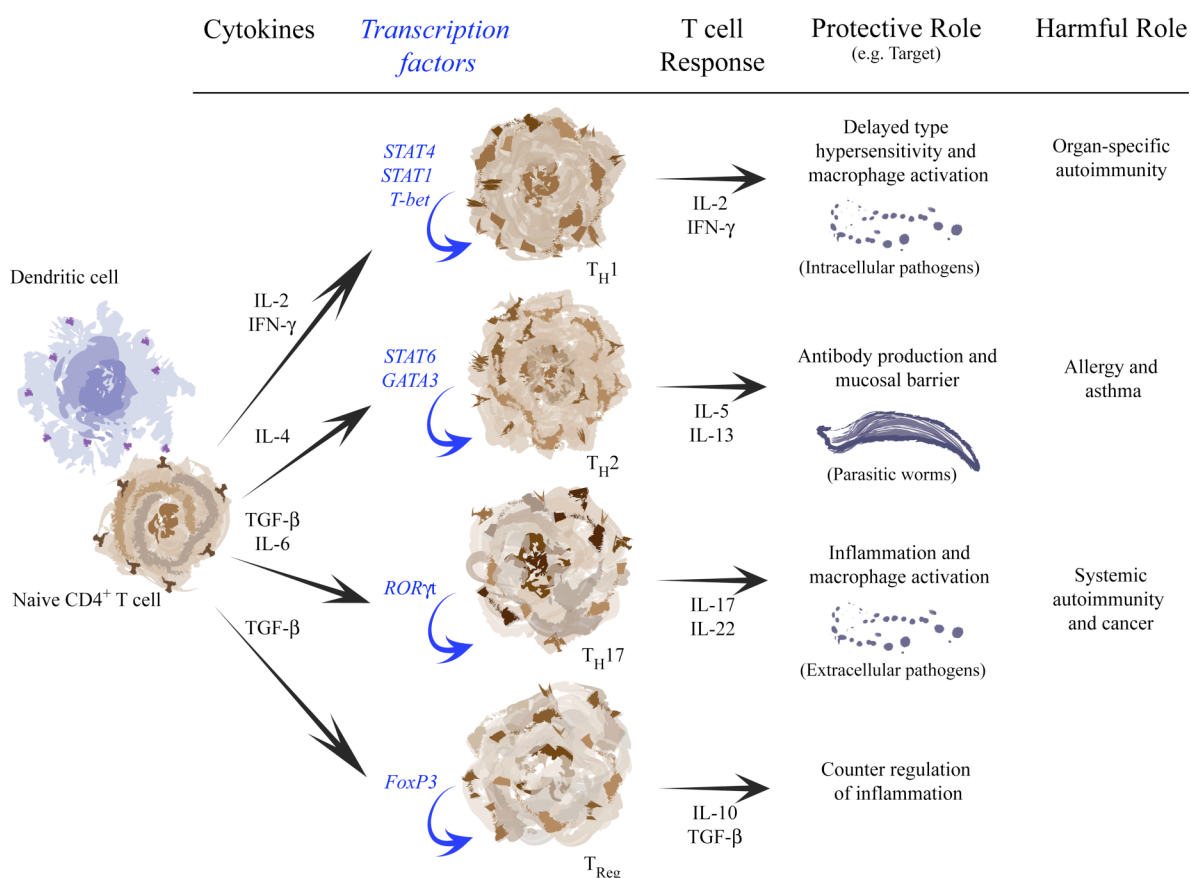 Cytokines
Transcription
factors
T cell
Response
Protective Role
(e.g. Target)
Harmful Role
Dendritic cell
Naive CD4⁺ T cell
IL-2
IFN-γ
STAT4
STAT1
T-bet
T_H1
IL-2
IFN-γ
Delayed type
hypersensitivity and
macrophage activation
(Intracellular pathogens)
Organ-specific
autoimmunity
IL-4
STAT6
GATA3
T_H2
IL-5
IL-13
Antibody production and
mucosal barrier
(Parasitic worms)
Allergy and
asthma
TGF-β
IL-6
RORγt
T_H17
IL-17
IL-22
Inflammation and
macrophage activation
(Extracellular pathogens)
Systemic
autoimmunity
and cancer
TGF-β
FoxP3
T_Reg
IL-10
TGF-β
Counter regulation
of inflammation